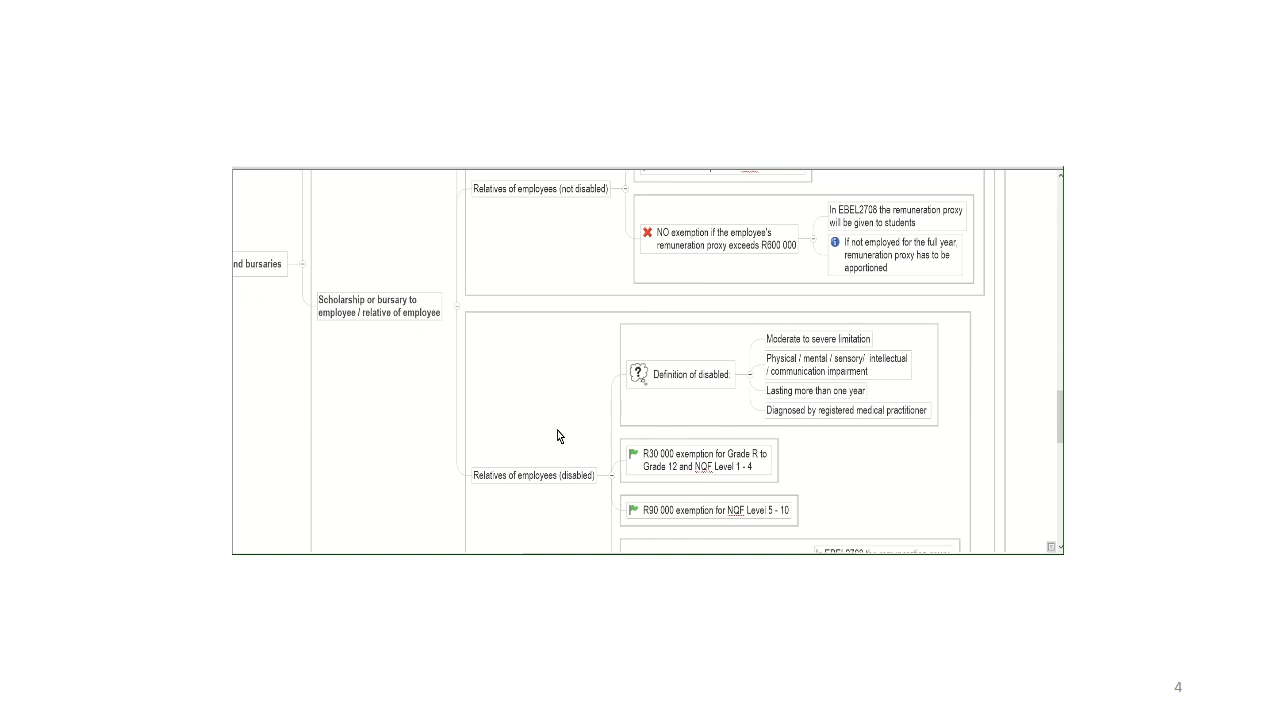 Relatives of employees (not disabled)
NO exemption if the employee's
remuneration proxy exceeds R600 000
In EBEL2708 the remuneration proxy
will be given to students
If not employed for the full year,
remuneration proxy has to be
apportioned
nd bursaries
Scholarship or bursary to
employee / relative of employee
Definition of disabled:
Moderate to severe limitation
Physical / mental / sensory/ intellectual
/ communication impairment
Lasting more than one year
Diagnosed by registered medical practitioner
Relatives of employees (disabled)
R30 000 exemption for Grade R to
Grade 12 and NQF Level 1 - 4
R90 000 exemption for NQF Level 5 - 10
4